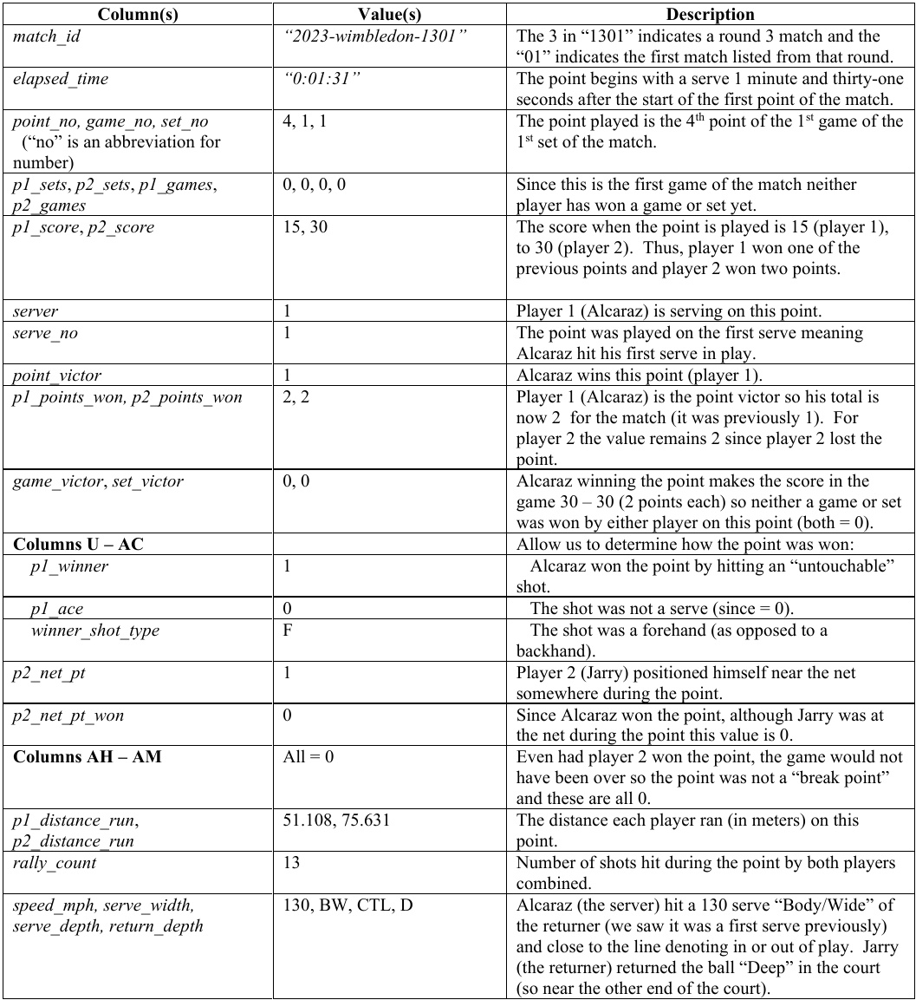 Column(s) Value(s) Description
match_id “2023-wimbledon-1301” The 3 in “1301” indicates a round 3 match and the
“01” indicates the first match listed from that round.
elapsed_time “0:01:31” The point begins with a serve 1 minute and thirty-one
seconds after the start of the first point of the match.
point_no, game_no, set_no 4, 1, 1 The point played is the 4th point of the 1st game of the
(“no” is an abbreviation for 1st set of the match.
number)
p1_sets, p2_sets, p1_games, 0, 0, 0, 0 Since this is the first game of the match neither
p2_games player has won a game or set yet.
p1_score, p2_score 15, 30 The score when the point is played is 15 (player 1),
to 30 (player 2). Thus, player 1 won one of the
previous points and player 2 won two points.
server 1 Player 1 (Alcaraz) is serving on this point.
serve_no 1 The point was played on the first serve meaning
Alcaraz hit his first serve in play.
point_victor 1 Alcaraz wins this point (player 1).
p1_points_won, p2_points_won 2, 2 Player 1 (Alcaraz) is the point victor so his total is
now 2 for the match (it was previously 1). For
player 2 the value remains 2 since player 2 lost the
point.
game_victor, set_victor 0, 0 Alcaraz winning the point makes the score in the
game 30 – 30 (2 points each) so neither a game or set
was won by either player on this point (both = 0).
Columns U – AC Allow us to determine how the point was won:
p1_winner 1 Alcaraz won the point by hitting an “untouchable”
shot.
p1_ace 0 The shot was not a serve (since = 0).
winner_shot_type F The shot was a forehand (as opposed to a
backhand).
p2_net_pt 1 Player 2 (Jarry) positioned himself near the net
somewhere during the point.
p2_net_pt_won 0 Since Alcaraz won the point, although Jarry was at
the net during the point this value is 0.
Columns AH – AM All = 0 Even had player 2 won the point, the game would not
have been over so the point was not a “break point”
and these are all 0.
p1_distance_run, 51.108, 75.631 The distance each player ran (in meters) on this
p2_distance_run point.
rally_count 13 Number of shots hit during the point by both players
combined.
speed_mph, serve_width, 130, BW, CTL, D Alcaraz (the server) hit a 130 serve “Body/Wide” of
serve_depth, return_depth the returner (we saw it was a first serve previously)
and close to the line denoting in or out of play. Jarry
(the returner) returned the ball “Deep” in the court
(so near the other end of the court).